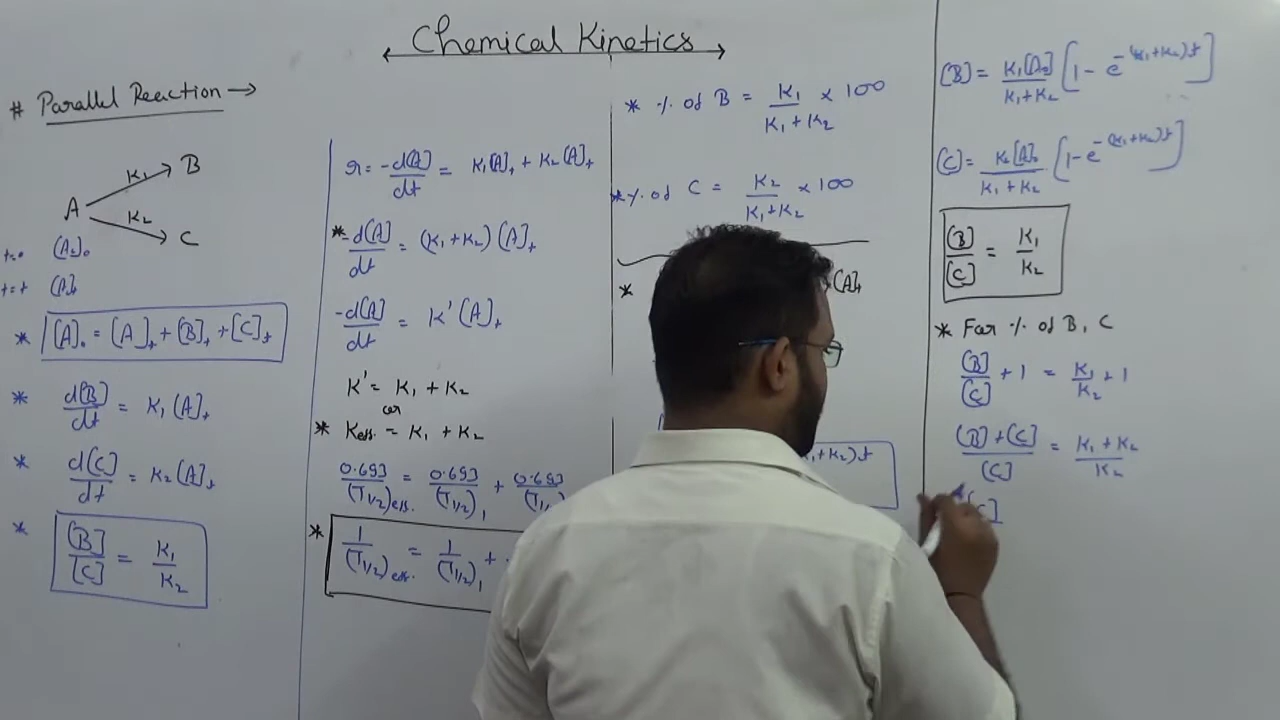 Chemical Kinetics
# Parallel Reaction →
A
K₁ B
K₂ C
t=0 [A]₀
t=t [A]t
* [A]₀ = [A]t + [B]t + [C]t
* d[B]/dt = K₁[A]t
* d[C]/dt = K₂[A]t
* [B]/[C] = K₁/K₂
r = -d[A]/dt = K₁[A]t + K₂[A]t
* -d[A]/dt = (K₁+K₂)[A]t
-d[A]/dt = K'[A]t
K' = K₁ + K₂
or
* Keff. = K₁ + K₂
0.693/(T1/2)eff. = 0.693/(T1/2)₁ + 0.693/(T1/
* 1/(T1/2)eff. = 1/(T1/2)₁ +
* % of B = K₁/(K₁+K₂) × 100
* % of C = K₂/(K₁+K₂) × 100
*
[A]t
+K₂)t
[B] = K₁[A]₀/(K₁+K₂) [1 - e^-(K₁+K₂)t]
[C] = K₂[A]₀/(K₁+K₂) [1 - e^-(K₁+K₂)t]
[B]/[C] = K₁/K₂
* For % of B, C
[B]/[C] + 1 = K₁/K₂ + 1
([B]+[C])/[C] = (K₁+K₂)/K₂
[C]